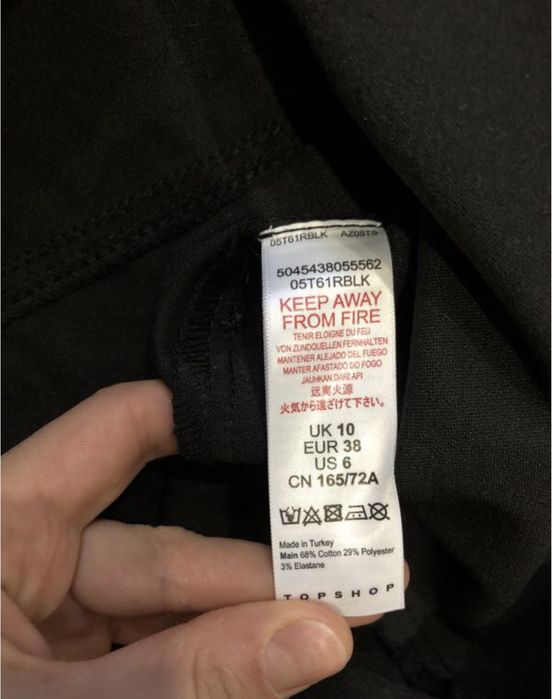 05T61RBLK AZ05TS
5045438055562
05T61RBLK
KEEP AWAY
FROM FIRE
TENIR ELOIGNE DU FEU
VON ZUNDQUELLEN FERNHALTEN
MANTENER ALEJADO DEL FUEGO
MANTER AFASTADO DO FOGO
JAUHKAN DARI API
远离火源
火気から遠ざけて下さい。
UK 10
EUR 38
US 6
CN 165/72A
Made in Turkey
Main 68% Cotton 29% Polyester
3% Elastane
TOPSHOP